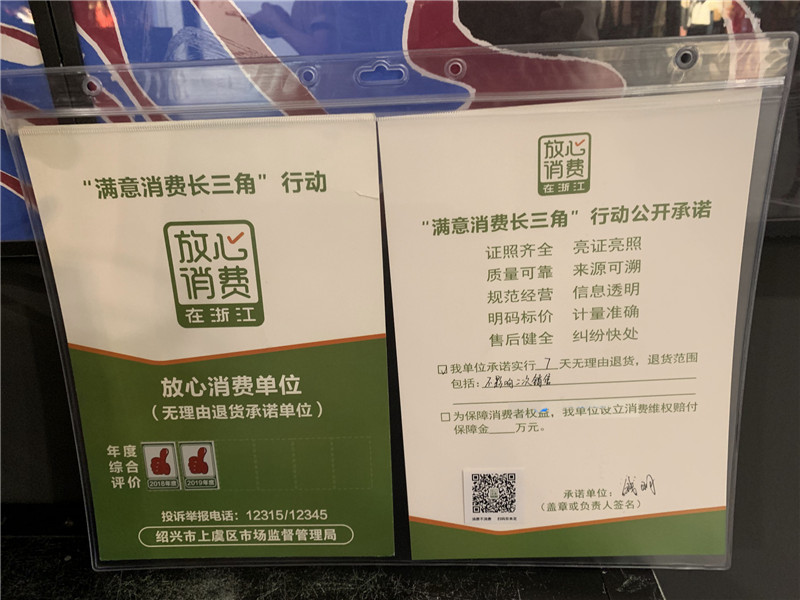 “满意消费长三角”行动
放心
消费
在浙江
放心消费单位
（无理由退货承诺单位）
年度
综合
评价
2018年度
2019年度
投诉举报电话：12315/12345
绍兴市上虞区市场监督管理局
放心
消费
在浙江
“满意消费长三角”行动公开承诺
证照齐全 亮证亮照
质量可靠 来源可溯
规范经营 信息透明
明码标价 计量准确
售后健全 纠纷快处
我单位承诺实行7天无理由退货，退货范围
包括：不影响二次销售
为保障消费者权益，我单位设立消费维权赔付
保障金____万元。
承诺单位：
（盖章或负责人签名）